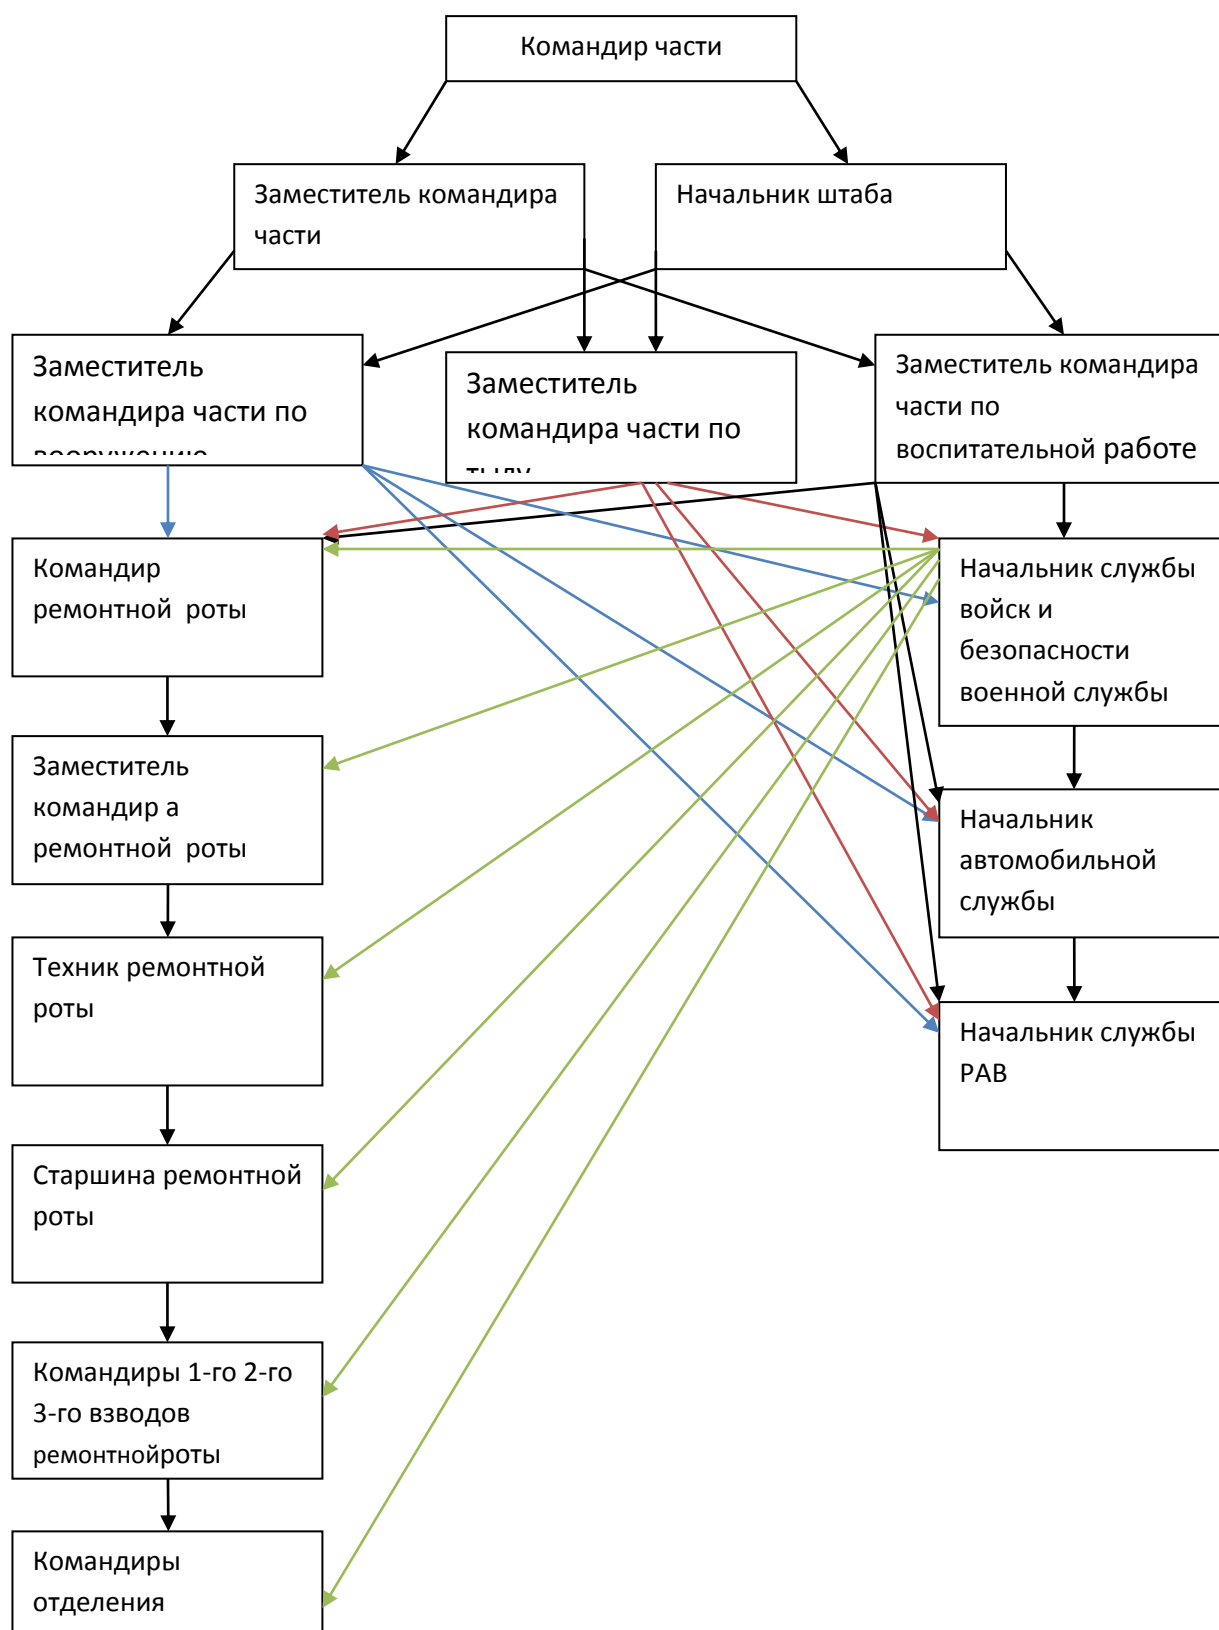 Командир части
Заместитель командира
части
Начальник штаба
Заместитель
командира части по
вооружению
Заместитель
командира части по
тылу
Заместитель командира
части по
воспитательной работе
Командир
ремонтной роты
Начальник службы
войск и
безопасности
военной службы
Заместитель
командир а
ремонтной роты
Начальник
автомобильной
службы
Техник ремонтной
роты
Начальник службы
РАВ
Старшина ремонтной
роты
Командиры 1-го 2-го
3-го взводов
ремонтнойроты
Командиры
отделения